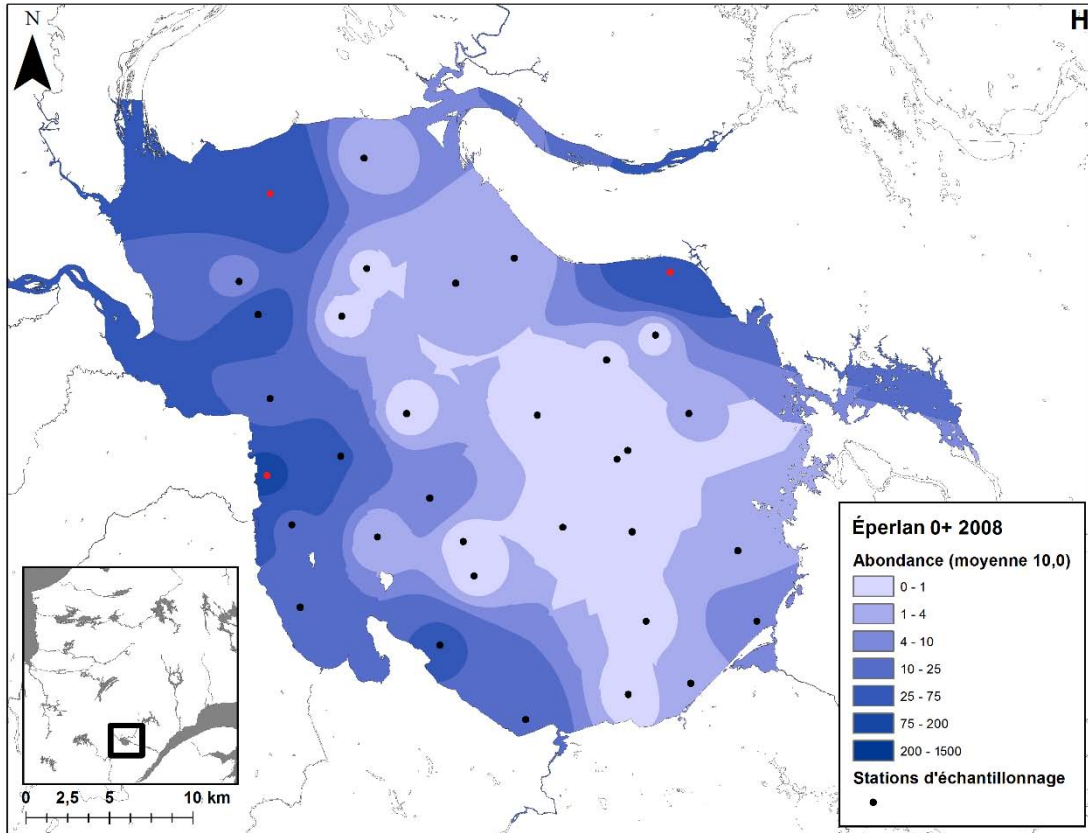 N
H
Éperlan 0+ 2008
Abondance (moyenne 10,0)
0 - 1
1 - 4
4 - 10
10 - 25
25 - 75
75 - 200
200 - 1500
Stations d'échantillonnage
0 2,5 5 10 km